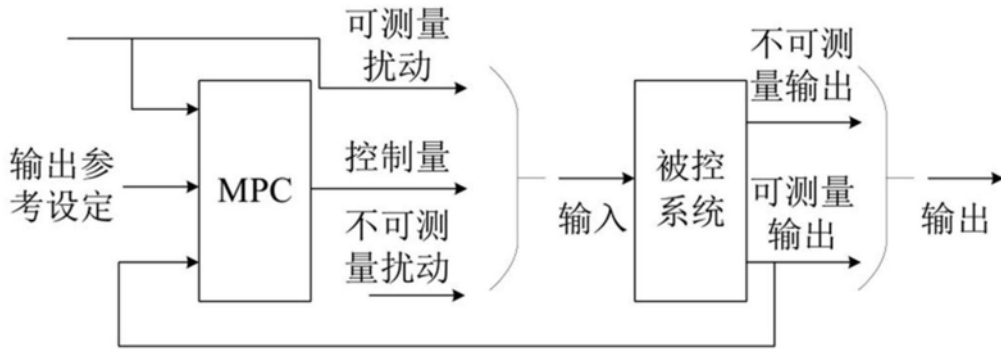 可测量
扰动
输出参
考设定
MPC
控制量
不可测
量扰动
输入
被控
系统
不可测
量输出
可测量
输出
输出